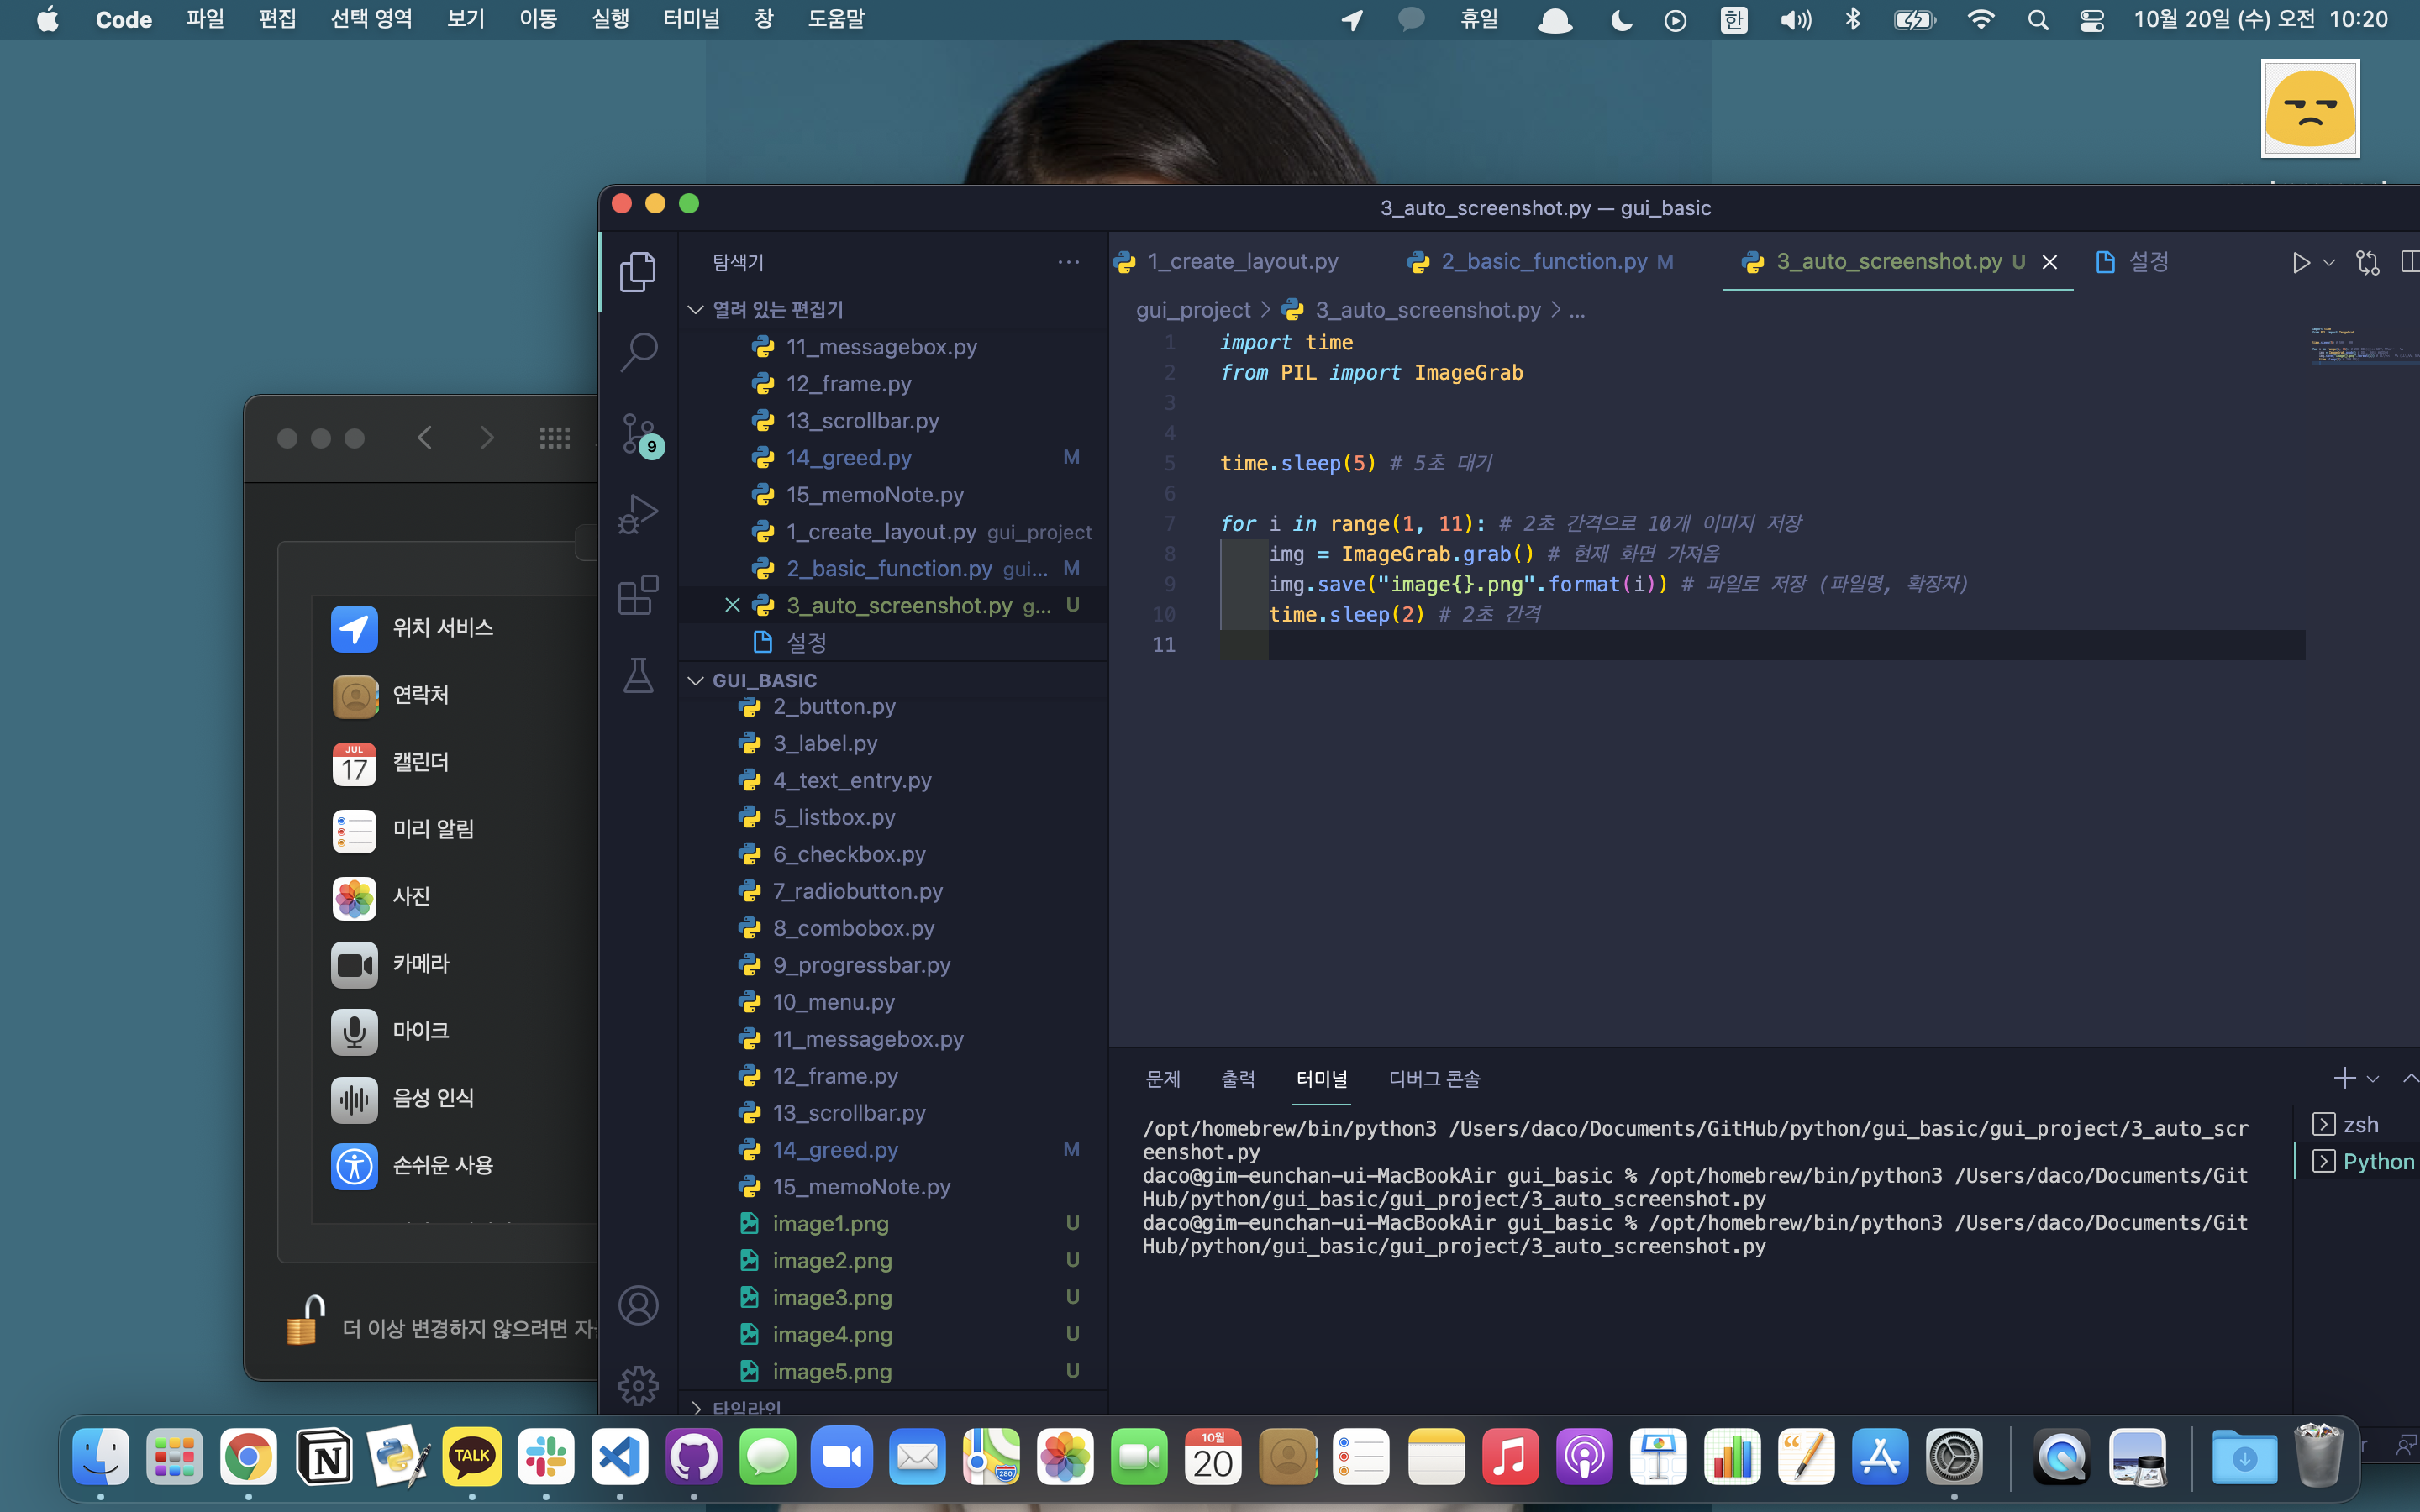 Code 파일 편집 선택 영역 보기 이동 실행 터미널 창 도움말 휴일 한 10월 20일 (수) 오전 10:20
3_auto_screenshot.py — gui_basic
탐색기
열려 있는 편집기
11_messagebox.py
12_frame.py
13_scrollbar.py
14_greed.py M
15_memoNote.py
1_create_layout.py gui_project
2_basic_function.py gui... M
3_auto_screenshot.py g... U
설정
GUI_BASIC
2_button.py
3_label.py
4_text_entry.py
5_listbox.py
6_checkbox.py
7_radiobutton.py
8_combobox.py
9_progressbar.py
10_menu.py
11_messagebox.py
12_frame.py
13_scrollbar.py
14_greed.py M
15_memoNote.py
image1.png U
image2.png U
image3.png U
image4.png U
image5.png U
타임라인
9
1_create_layout.py 2_basic_function.py M 3_auto_screenshot.py U 설정
gui_project > 3_auto_screenshot.py > ...
1 import time
2 from PIL import ImageGrab
3
4
5 time.sleep(5) # 5초 대기
6
7 for i in range(1, 11): # 2초 간격으로 10개 이미지 저장
8 img = ImageGrab.grab() # 현재 화면 가져옴
9 img.save("image{}.png".format(i)) # 파일로 저장 (파일명, 확장자)
10 time.sleep(2) # 2초 간격
11
문제 출력 터미널 디버그 콘솔
/opt/homebrew/bin/python3 /Users/daco/Documents/GitHub/python/gui_basic/gui_project/3_auto_scr
eenshot.py
daco@gim-eunchan-ui-MacBookAir gui_basic % /opt/homebrew/bin/python3 /Users/daco/Documents/Git
Hub/python/gui_basic/gui_project/3_auto_screenshot.py
daco@gim-eunchan-ui-MacBookAir gui_basic % /opt/homebrew/bin/python3 /Users/daco/Documents/Git
Hub/python/gui_basic/gui_project/3_auto_screenshot.py
zsh
Python
위치 서비스
연락처
JUL
17
캘린더
미리 알림
사진
카메라
마이크
음성 인식
손쉬운 사용
더 이상 변경하지 않으려면
TALK
280
10월
20